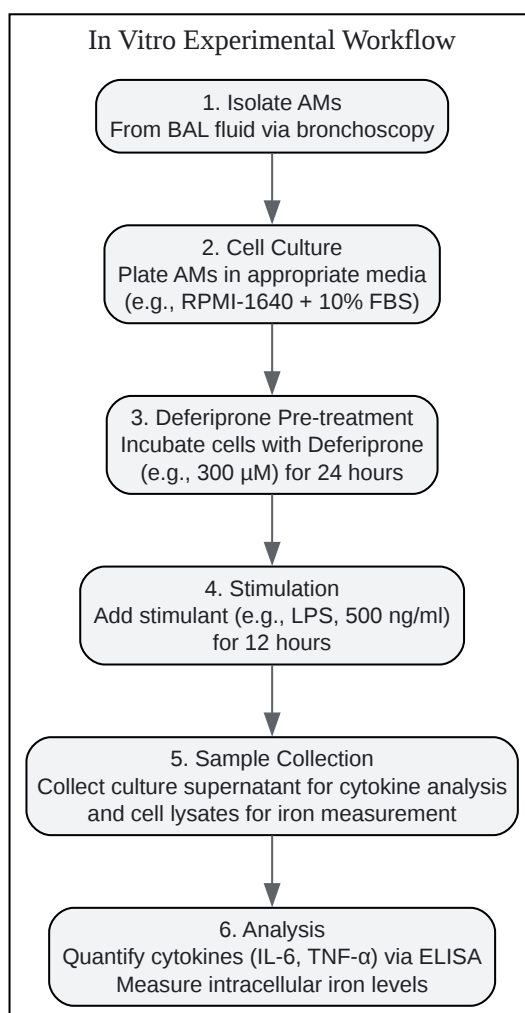 In Vitro Experimental Workflow
1. Isolate AMs
From BAL fluid via bronchoscopy
2. Cell Culture
Plate AMs in appropriate media
(e.g., RPMI-1640 + 10% FBS)
3. Deferiprone Pre-treatment
Incubate cells with Deferiprone
(e.g., 300 µM) for 24 hours
4. Stimulation
Add stimulant (e.g., LPS, 500 ng/ml)
for 12 hours
5. Sample Collection
Collect culture supernatant for cytokine analysis
and cell lysates for iron measurement
6. Analysis
Quantify cytokines (IL-6, TNF-α) via ELISA
Measure intracellular iron levels